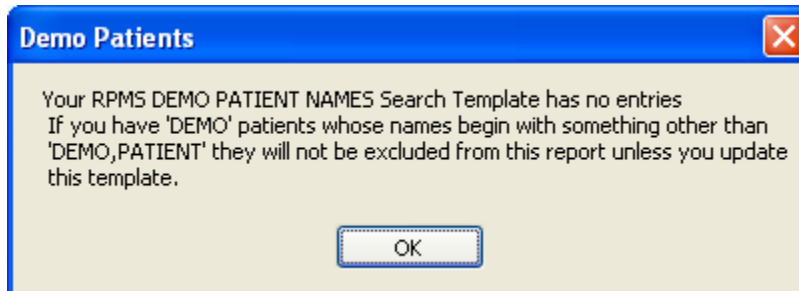 Demo Patients
Your RPMS DEMO PATIENT NAMES Search Template has no entries
If you have 'DEMO' patients whose names begin with something other than
'DEMO,PATIENT' they will not be excluded from this report unless you update
this template.
OK